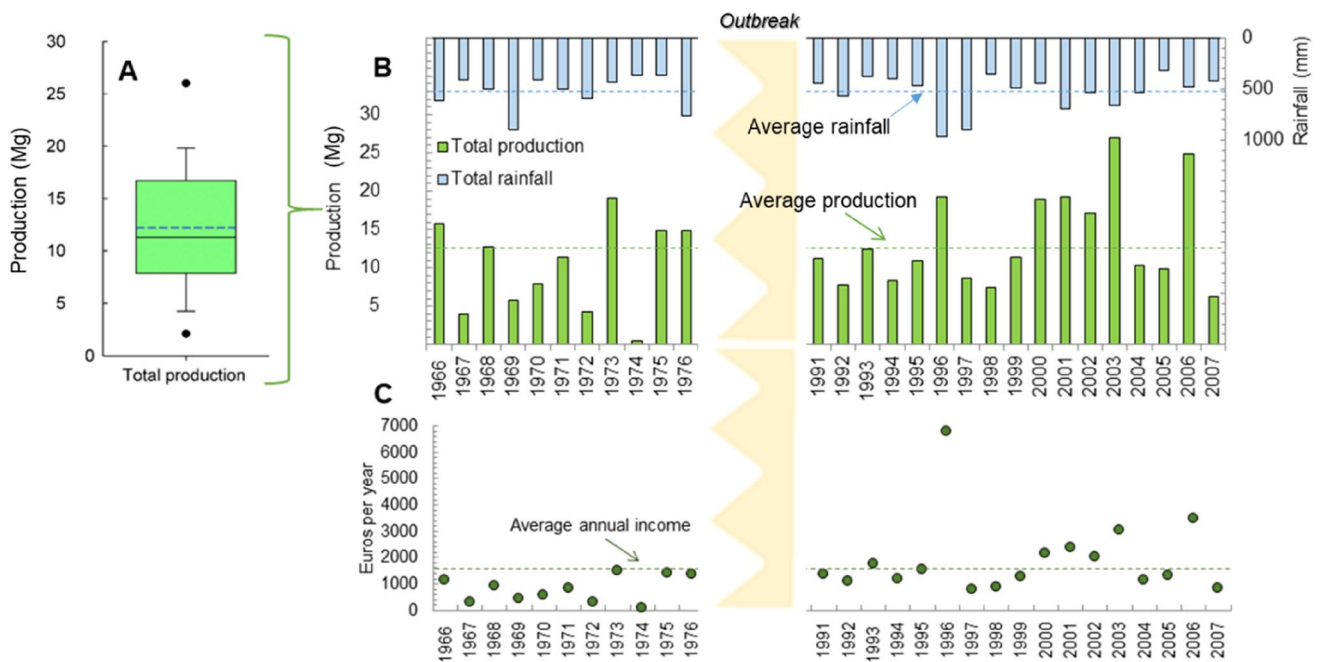 A
Production (Mg)
30
25
20
15
10
5
0
Total production
B
Production (Mg)
30
25
20
15
10
5
Total production
Total rainfall
Outbreak
Average rainfall
Average production
0
500
1000
Rainfall (mm)
1966 1967 1968 1969 1970 1971 1972 1973 1974 1975 1976
1991 1992 1993 1994 1995 1996 1997 1998 1999 2000 2001 2002 2003 2004 2005 2006 2007
C
Euros per year
7000
6000
5000
4000
3000
2000
1000
0
Average annual income
1966 1967 1968 1969 1970 1971 1972 1973 1974 1975 1976
1991 1992 1993 1994 1995 1996 1997 1998 1999 2000 2001 2002 2003 2004 2005 2006 2007